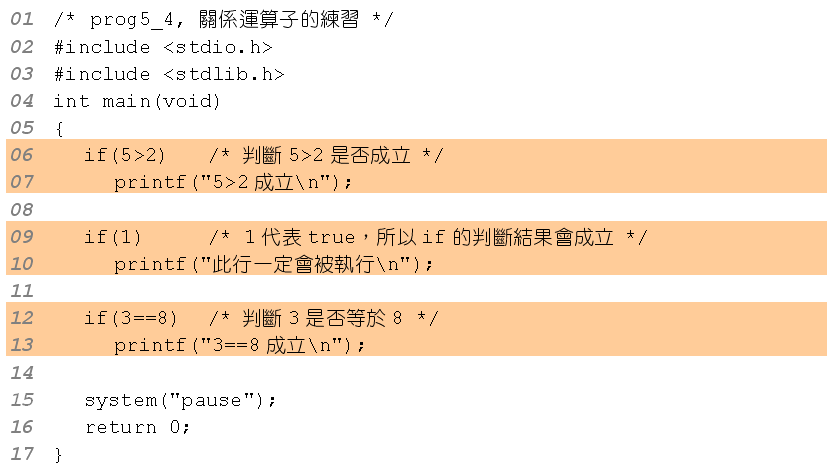 01 /* prog5_4, 關係運算子的練習 */
02 #include <stdio.h>
03 #include <stdlib.h>
04 int main(void)
05 {
06 if(5>2) /* 判斷 5>2 是否成立 */
07 printf("5>2 成立\n");
08
09 if(1) /* 1 代表 true，所以 if 的判斷結果會成立 */
10 printf("此行一定會被執行\n");
11
12 if(3==8) /* 判斷 3 是否等於 8 */
13 printf("3==8 成立\n");
14
15 system("pause");
16 return 0;
17 }